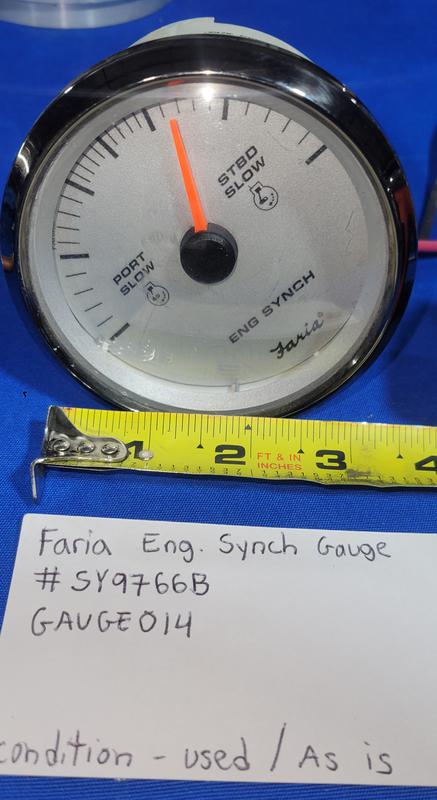 STBD
SLOW
PORT
SLOW
ENG SYNCH
Faria®
1 2 FT & IN
INCHES 3 4
Faria Eng. Synch Gauge
#SY9766B
GAUGE014
condition - used / As is